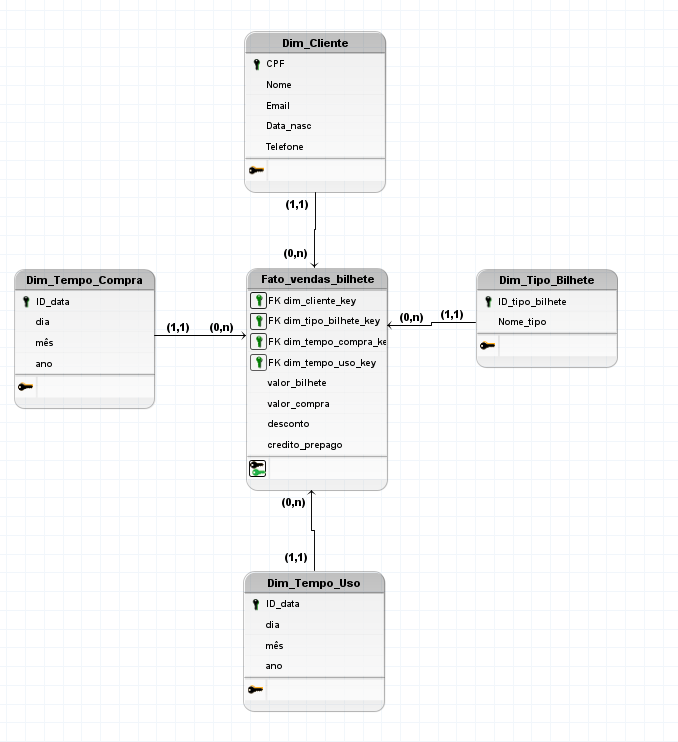 Dim_Cliente
CPF
Nome
Email
Data_nasc
Telefone
(1,1)
(0,n)
Dim_Tempo_Compra
ID_data
dia
mês
ano
(1,1)
(0,n)
Fato_vendas_bilhete
FK dim_cliente_key
FK dim_tipo_bilhete_key
FK dim_tempo_compra_ke
FK dim_tempo_uso_key
valor_bilhete
valor_compra
desconto
credito_prepago
(0,n)
(1,1)
Dim_Tipo_Bilhete
ID_tipo_bilhete
Nome_tipo
(0,n)
(1,1)
Dim_Tempo_Uso
ID_data
dia
mês
ano